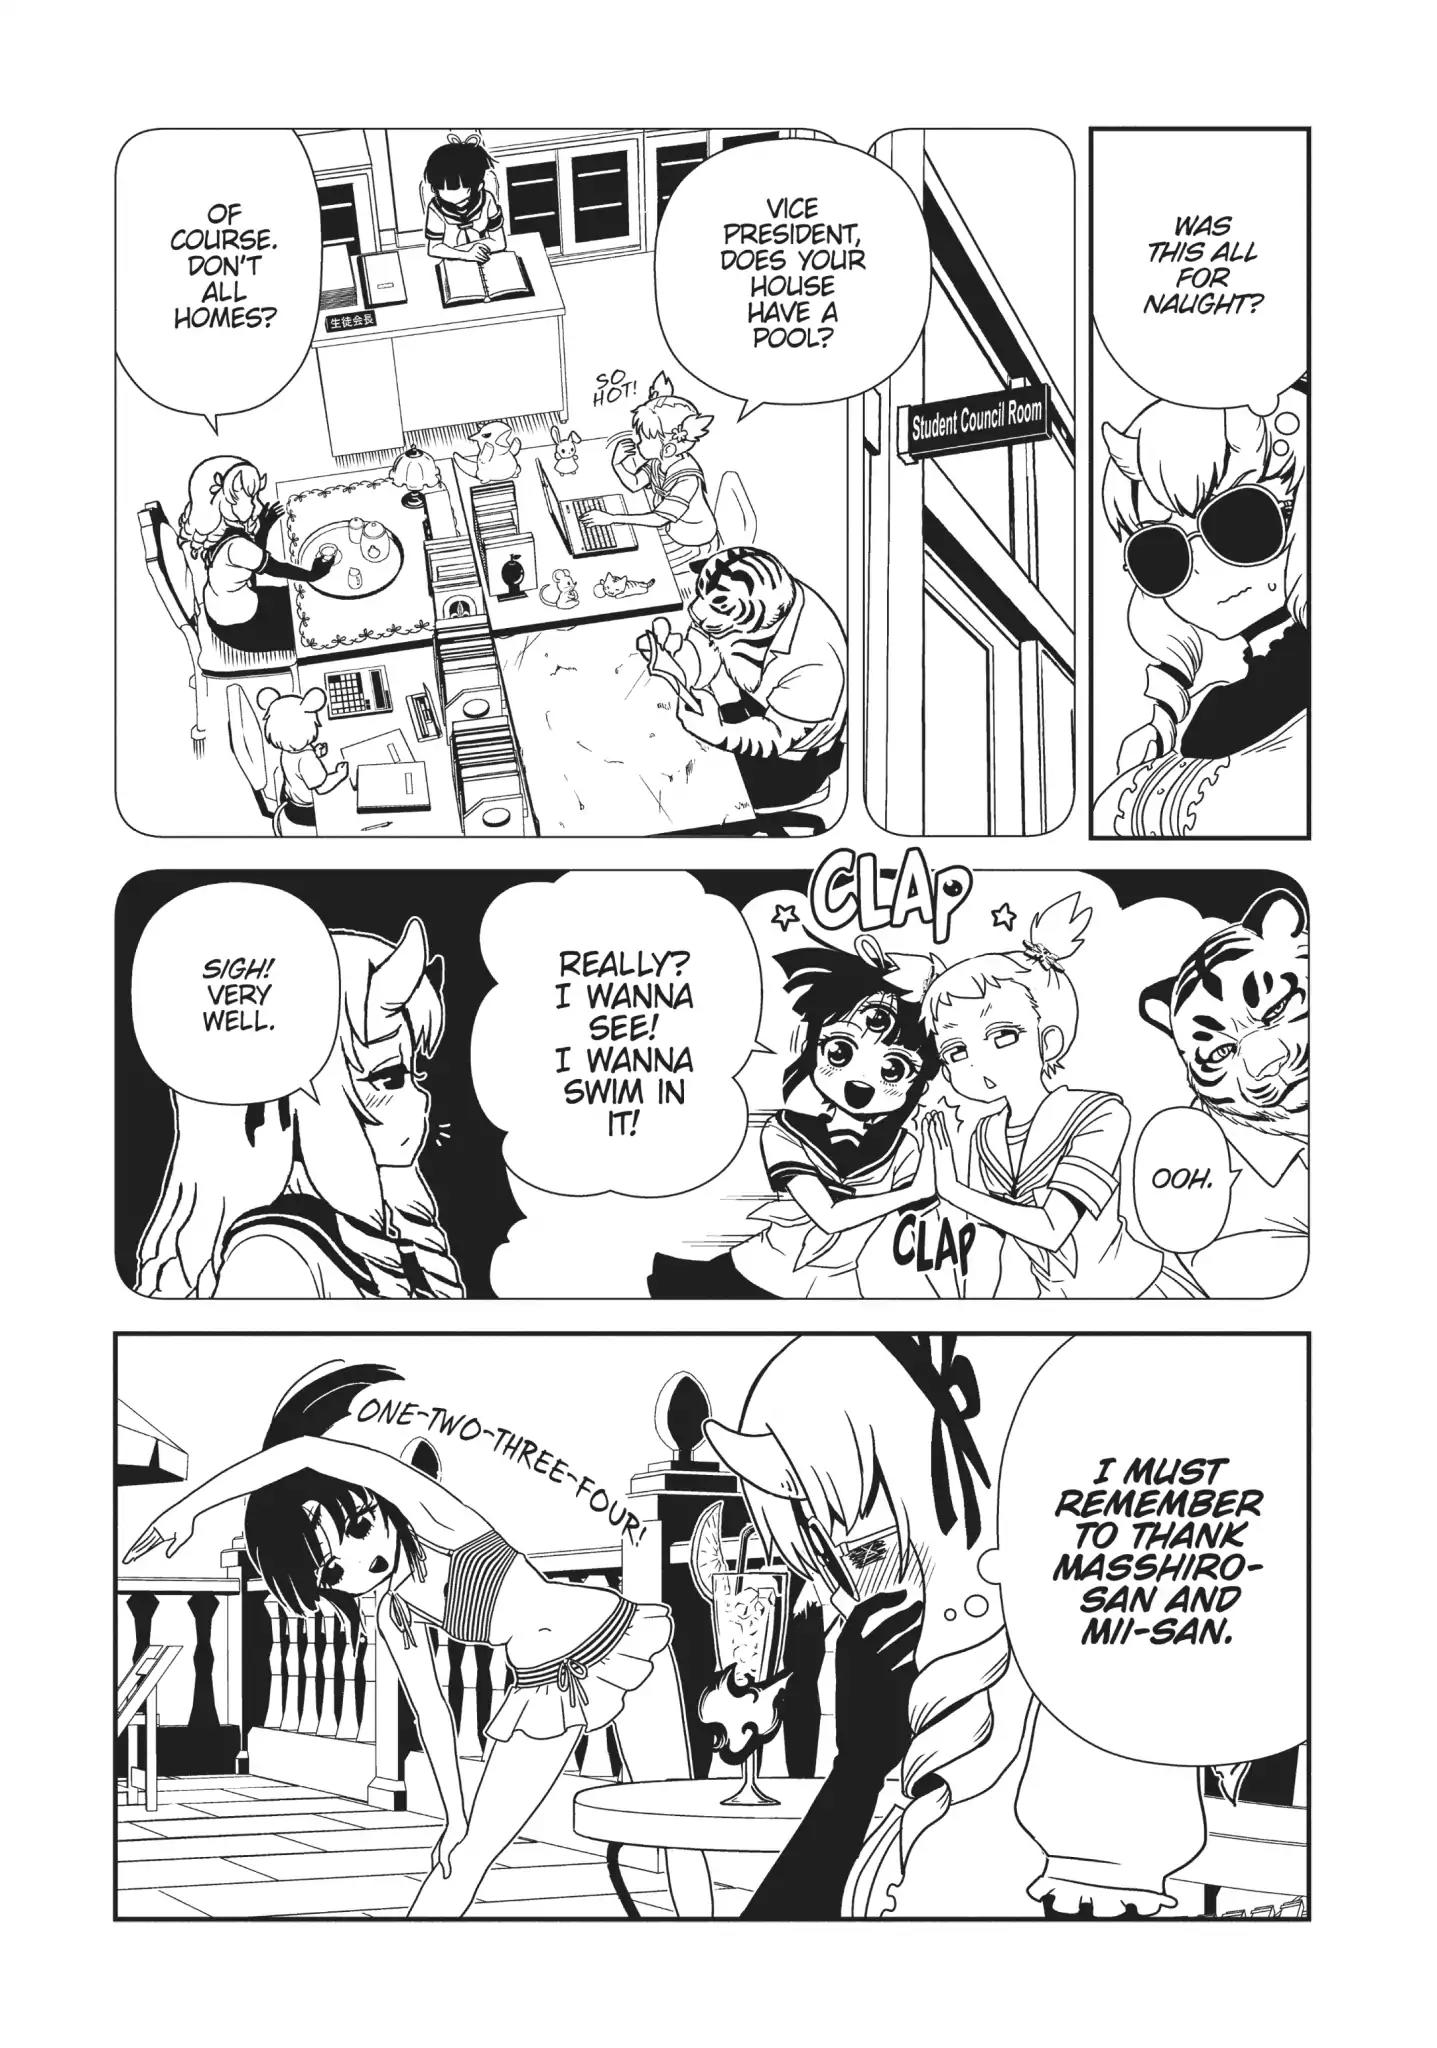 WAS
THIS ALL
FOR
NAUGHT?
Student Council Room
VICE
PRESIDENT,
DOES YOUR
HOUSE
HAVE A
POOL?
SO
HOT!
生徒会長
OF
COURSE.
DON'T
ALL
HOMES?
OOH.
CLAP
CLAP
REALLY?
I WANNA
SEE!
I WANNA
SWIM IN
IT!
SIGH!
VERY
WELL.
I MUST
REMEMBER
TO THANK
MASSHIRO-
SAN AND
MII-SAN.
ONE-TWO-THREE-FOUR!